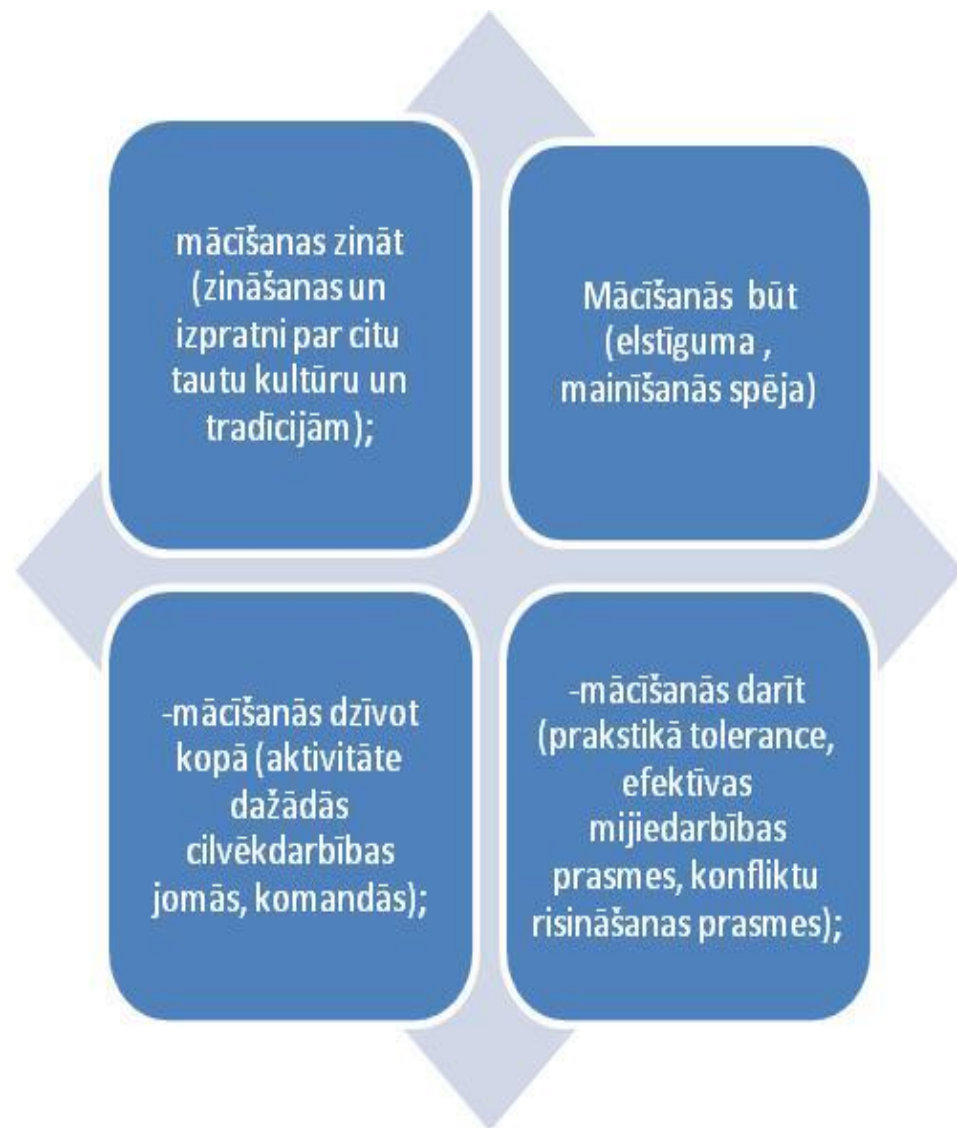 mācīšanas zināt
(zināšanas un
izpratni par citu
tautu kultūru un
tradīcijām);
Mācīšanās  būt
(elstīguma ,
mainīšanās spēja)
-mācīšanās dzīvot
kopā (aktivitāte
dažādās
cilvēkdarbības
jomās, komandās);
-mācīšanās darīt
(prakstikā tolerance,
efektīvas
mijiedarbības
prasmes, konfliktu
risināšanas prasmes);